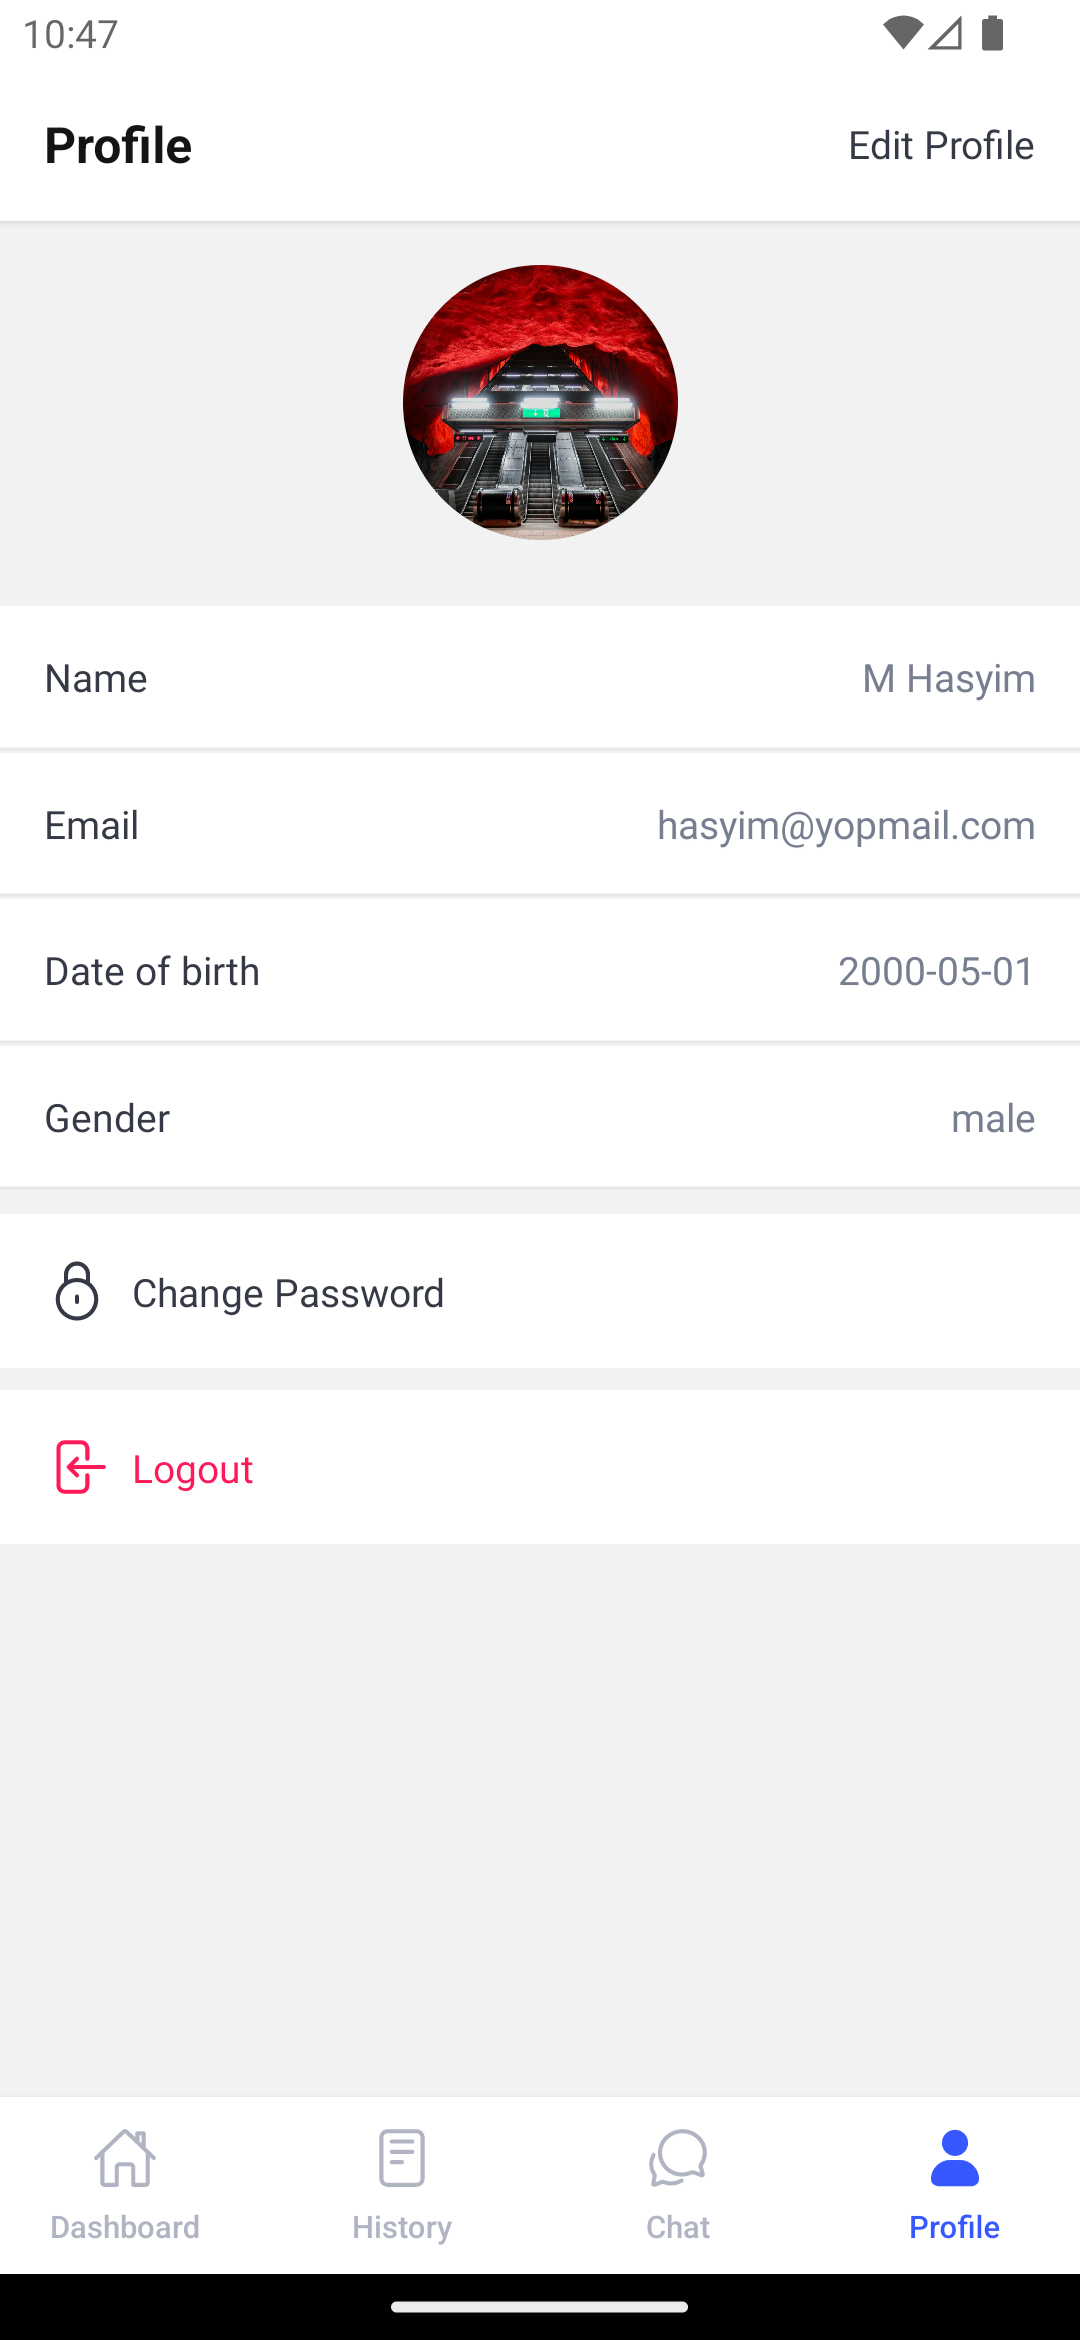 10:47
Profile
Edit Profile
Name
M Hasyim
Email
hasyim@yopmail.com
Date of birth
2000-05-01
Gender
male
Change Password
Logout
Dashboard
History
Chat
Profile